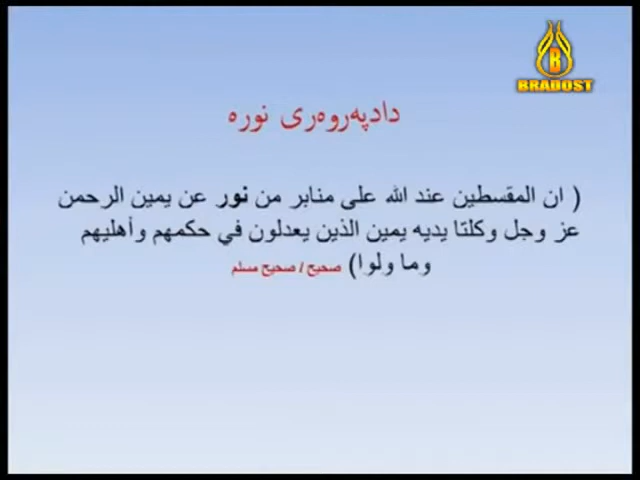 BRADOST
دادپەروەری نورە
( ان المقسطين عند الله على منابر من نور عن يمين الرحمن
عز وجل وكلتا يديه يمين الذين يعدلون في حكمهم وأهليهم
وما ولوا) صحيح / صحيح مسلم